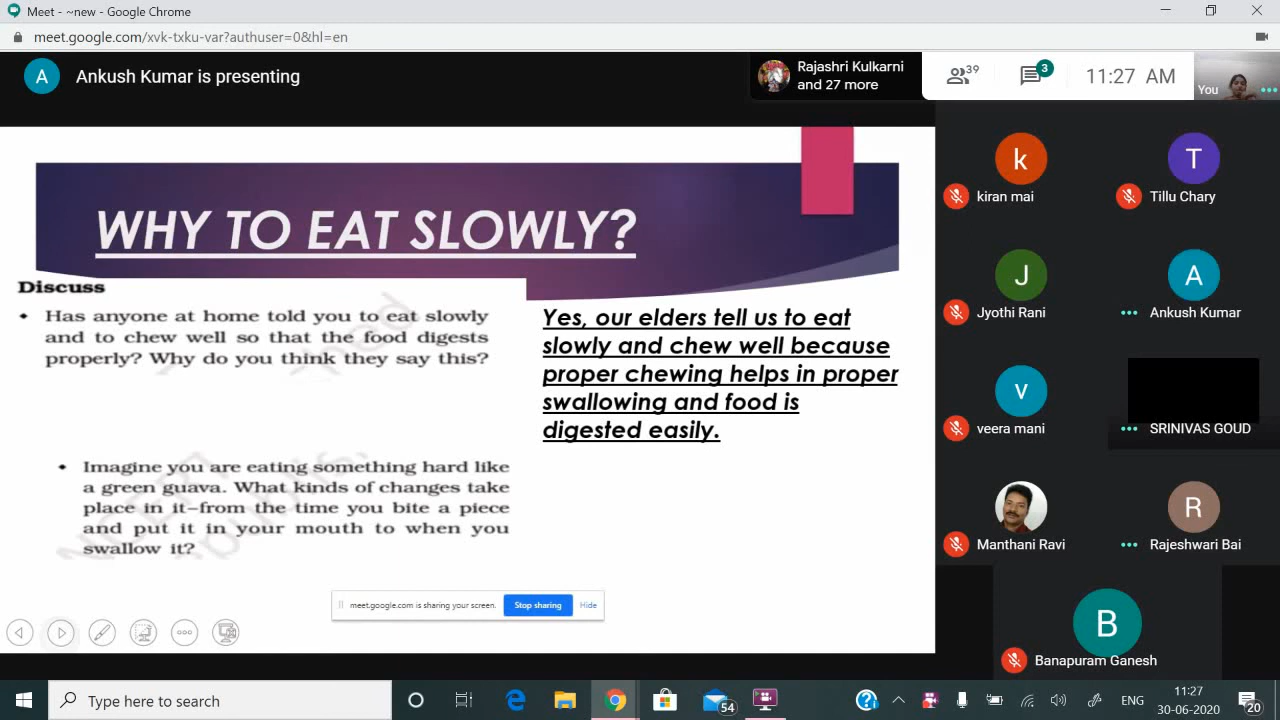 Meet - ~new - Google Chrome
meet.google.com/xvk-txku-var?authuser=0&hl=en
A Ankush Kumar is presenting
Rajashri Kulkarni
and 27 more
39
3
11:27 AM
You
WHY TO EAT SLOWLY?
Discuss
• Has anyone at home told you to eat slowly
and to chew well so that the food digests
properly? Why do you think they say this?
• Imagine you are eating something hard like
a green guava. What kinds of changes take
place in it–from the time you bite a piece
and put it in your mouth to when you
swallow it?
Yes, our elders tell us to eat
slowly and chew well because
proper chewing helps in proper
swallowing and food is
digested easily.
meet.google.com is sharing your screen. Stop sharing Hide
k
kiran mai
T
Tillu Chary
J
Jyothi Rani
A
Ankush Kumar
v
veera mani
SRINIVAS GOUD
Manthani Ravi
R
Rajeshwari Bai
B
Banapuram Ganesh
Type here to search
54
ENG
11:27
30-06-2020
20